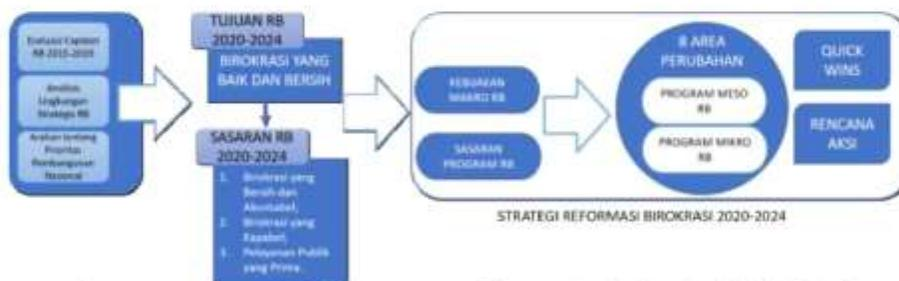 Evaluasi Capaian
RB 2015-2019
Analisis
Lingkungan
Strategis RB
Arahan tentang
Prioritas
Pembangunan
Nasional
TUJUAN RB
2020-2024
BIROKRASI YANG
BAIK DAN BERSIH
SASARAN RB
2020-2024
1. Birokrasi yang
Bersih dan
Akuntabel;
2. Birokrasi yang
Kapabel;
3. Pelayanan Publik
yang Prima.
KEBIJAKAN
MIKRO RB
SASARAN
PROGRAM RB
8 AREA
PERUBAHAN
PROGRAM MESO
RB
PROGRAM MIKRO
RB
QUICK
WINS
RENCANA
AKSI
STRATEGI REFORMASI BIROKRASI 2020-2024